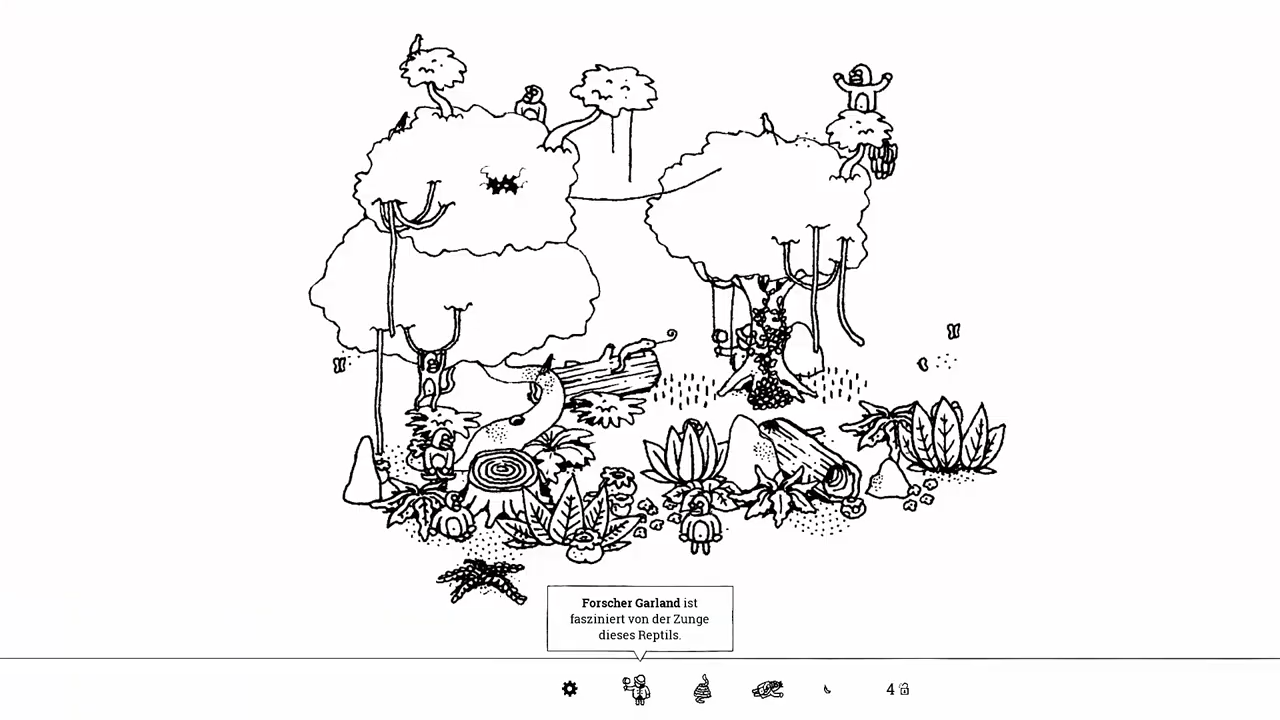 Forscher Garland ist
fasziniert von der Zunge
dieses Reptils.
4